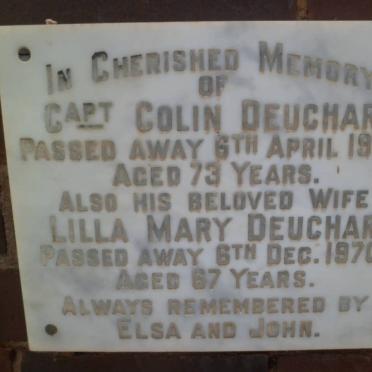 In Cherished Memory
OF
Capt Colin Deuchar
Passed away 6th April 19
Aged 73 Years.
Also his beloved Wife
Lilla Mary Deuchar
Passed away 6th Dec. 1970
Aged 67 Years.
Always remembered by
Elsa and John.